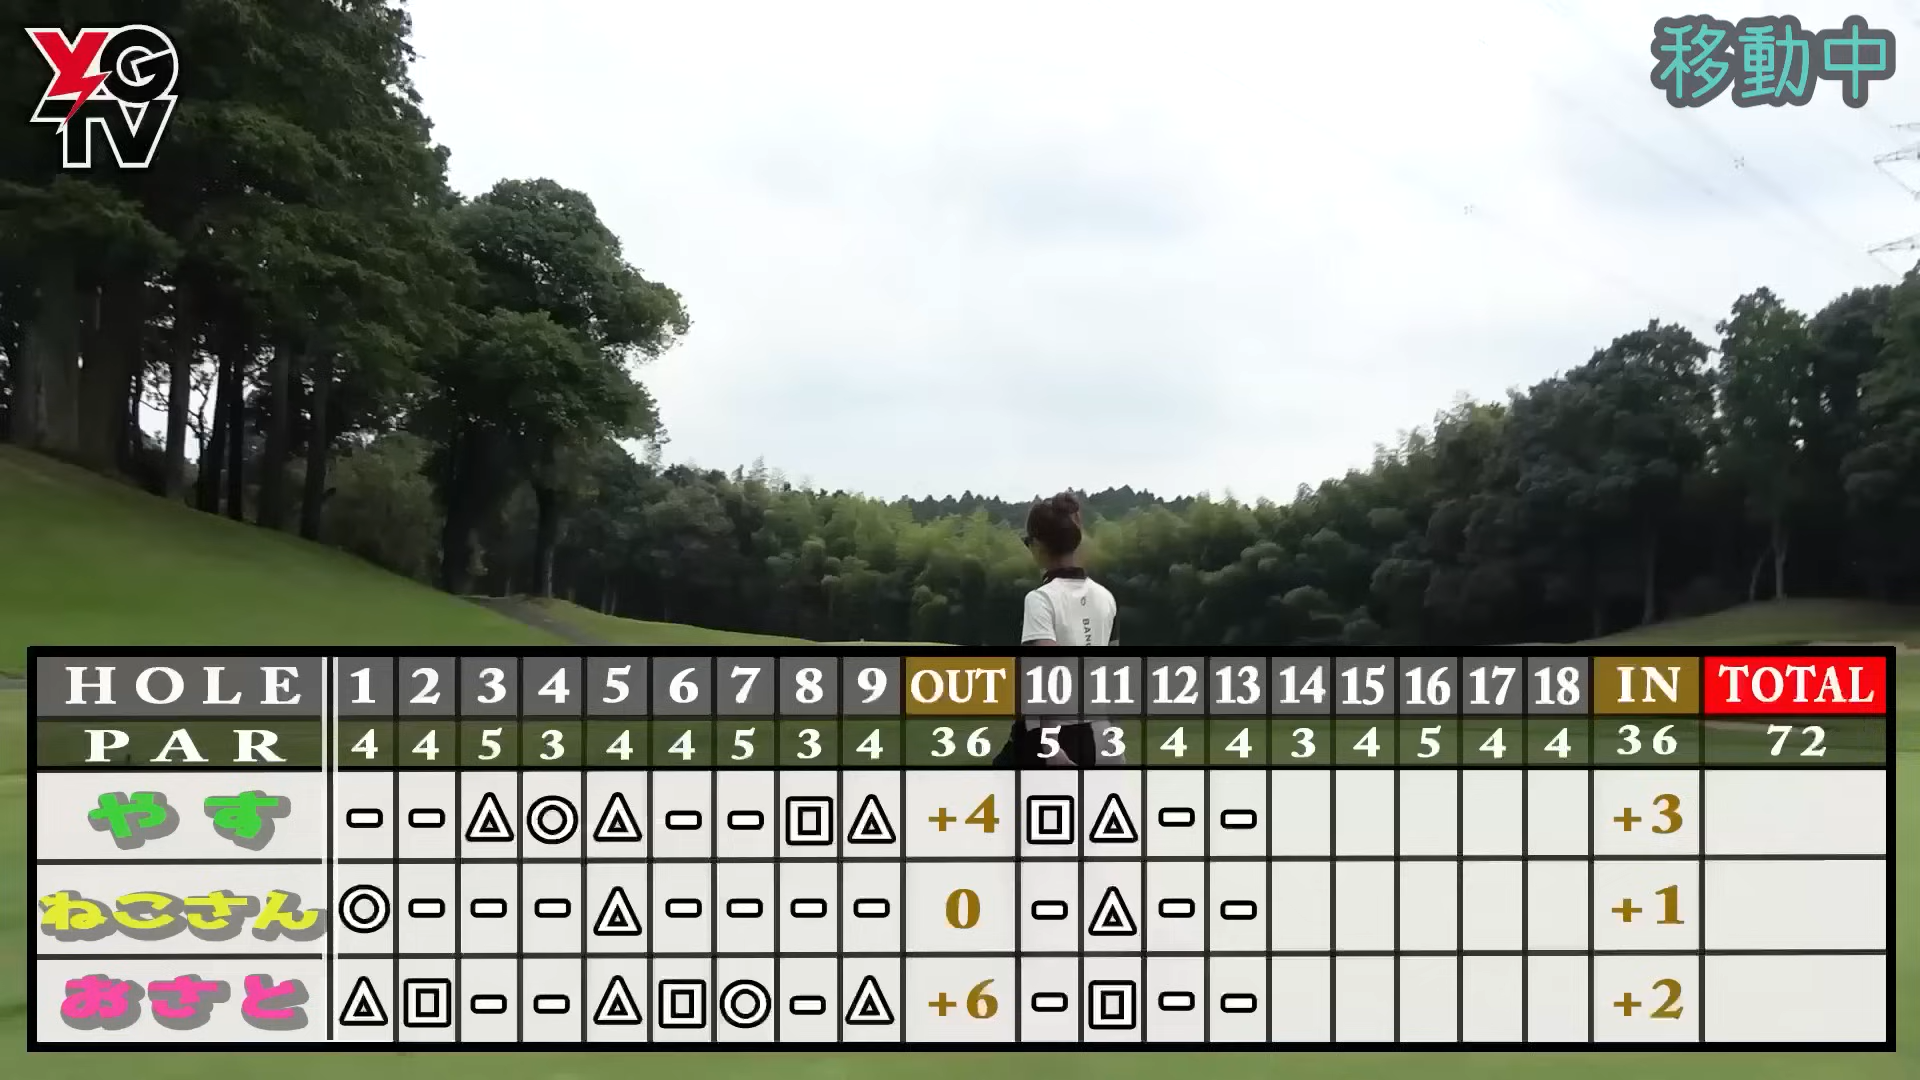 YG TV
移動中
HOLE 1 2 3 4 5 6 7 8 9 OUT 10 11 12 13 14 15 16 17 18 IN TOTAL
PAR 4 4 5 3 4 4 5 3 4 36 5 3 4 4 3 4 5 4 4 36 72
やす - - △ ◎ △ - - □ △ +4 □ △ - - +3
ねこさん ◎ - - - △ - - - - 0 - △ - - +1
おさと △ □ - - △ □ ◎ - △ +6 - □ - - +2